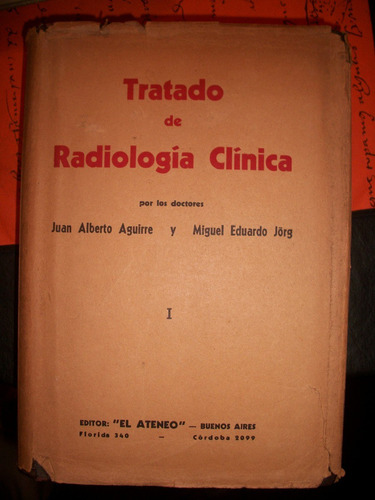 Tratado
de
Radiología Clínica
por los doctores
Juan Alberto Aguirre y Miguel Eduardo Jörg
I
EDITOR: "EL ATENEO" — BUENOS AIRES
Florida 340 — Córdoba 2099